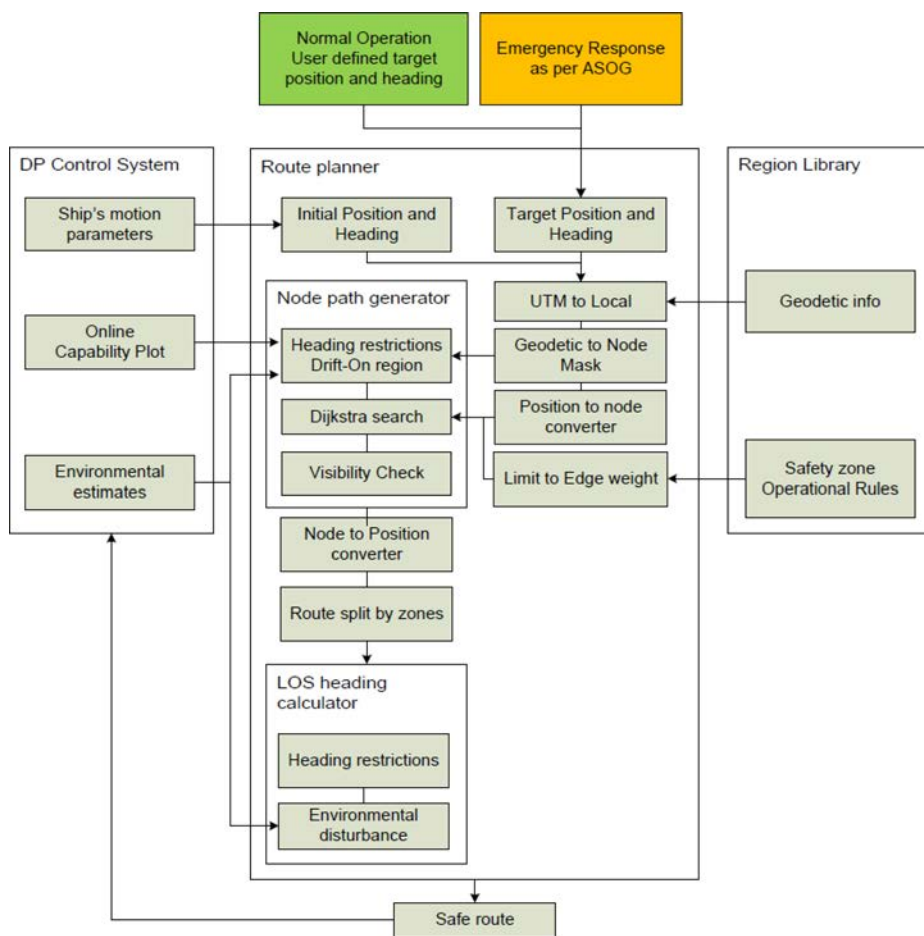 Normal Operation
User defined target
position and heading
Emergency Response
as per ASOG
DP Control System
Ship's motion
parameters
Online
Capability Plot
Environmental
estimates
Route planner
Initial Position and
Heading
Target Position and
Heading
Node path generator
Heading restrictions
Drift-On region
Dijkstra search
Visibility Check
UTM to Local
Geodetic to Node
Mask
Position to node
converter
Limit to Edge weight
Node to Position
converter
Route split by zones
LOS heading
calculator
Heading restrictions
Environmental
disturbance
Region Library
Geodetic info
Safety zone
Operational Rules
Safe route